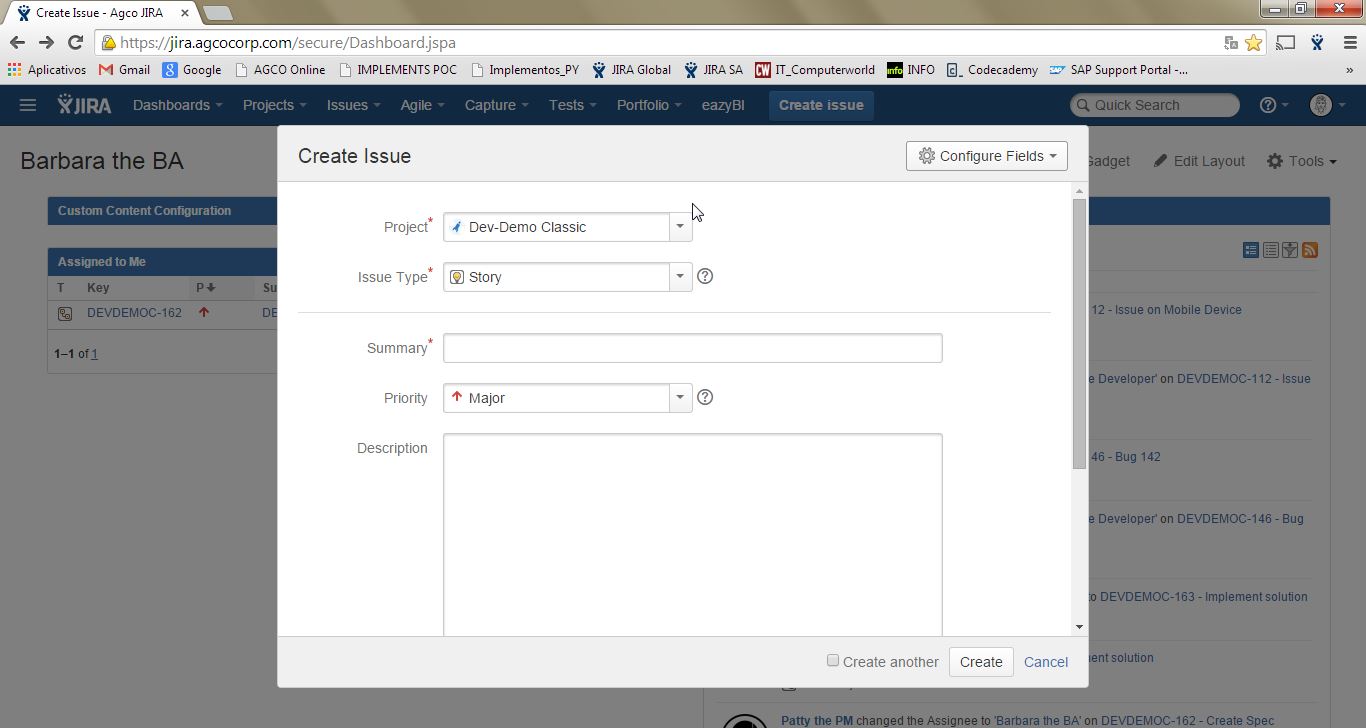 Create Issue - Agco JIRA
https://jira.agcocorp.com/secure/Dashboard.jspa
Aplicativos Gmail Google AGCO Online IMPLEMENTS POC Implementos_PY JIRA Global JIRA SA CW IT_Computerworld info INFO Codecademy SAP Support Portal -... »
JIRA Dashboards Projects Issues Agile Capture Tests Portfolio eazyBI Create issue Quick Search
Barbara the BA
Gadget Edit Layout Tools
Custom Content Configuration
Assigned to Me
T Key P Su
DEVDEMOC-162 DE
1–1 of 1
Create Issue
Configure Fields
Project* Dev-Demo Classic
Issue Type* Story
Summary*
Priority Major
Description
Create another Create Cancel
12 - Issue on Mobile Device
e Developer' on DEVDEMOC-112 - Issue
46 - Bug 142
e Developer' on DEVDEMOC-146 - Bug
to DEVDEMOC-163 - Implement solution
ent solution
Patty the PM changed the Assignee to 'Barbara the BA' on DEVDEMOC-162 - Create Spec